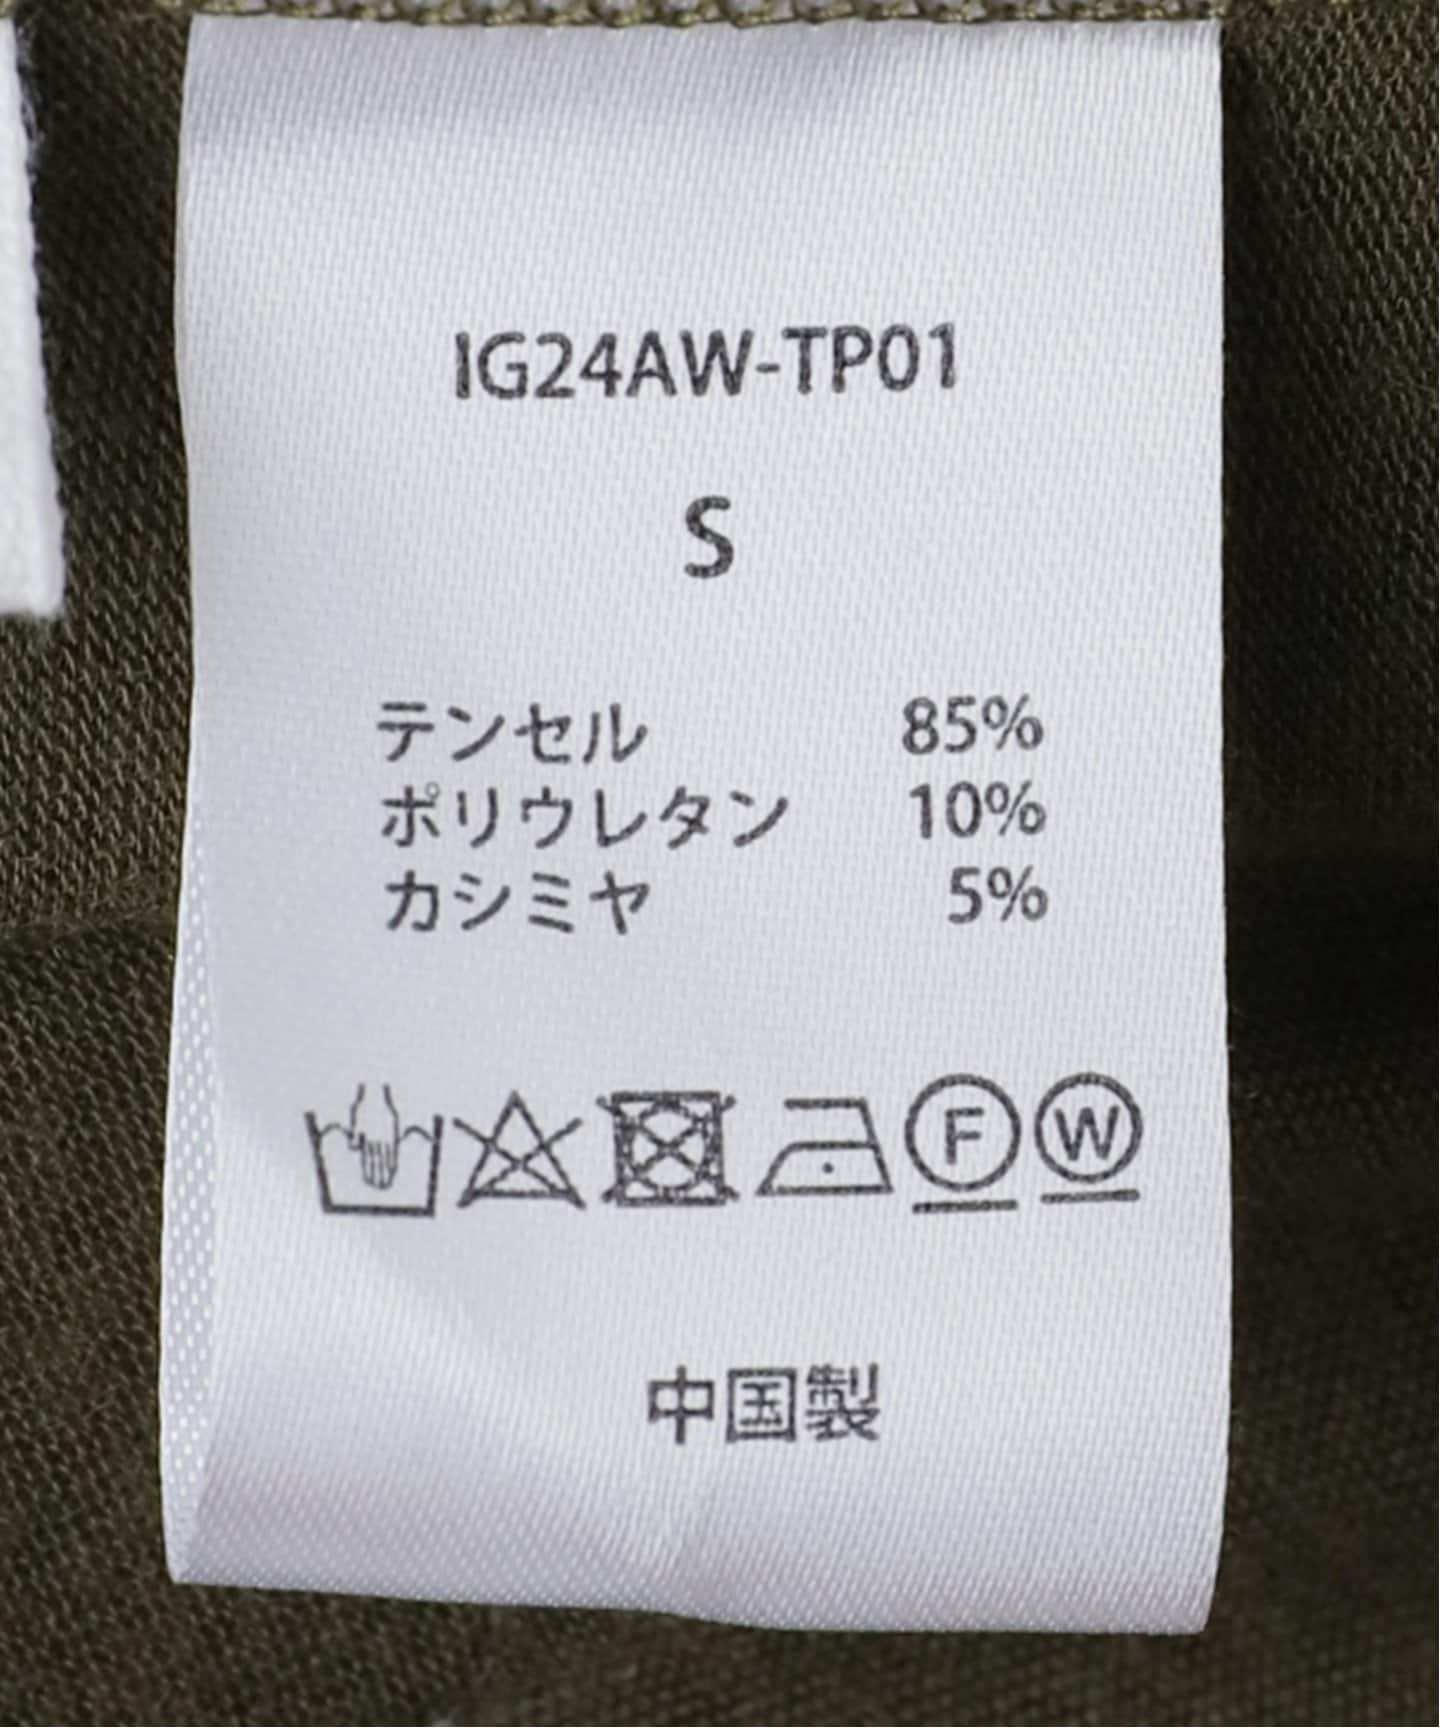 IG24AW-TP01
S
テンセル 85%
ポリウレタン 10%
カシミヤ 5%
F W
中国製